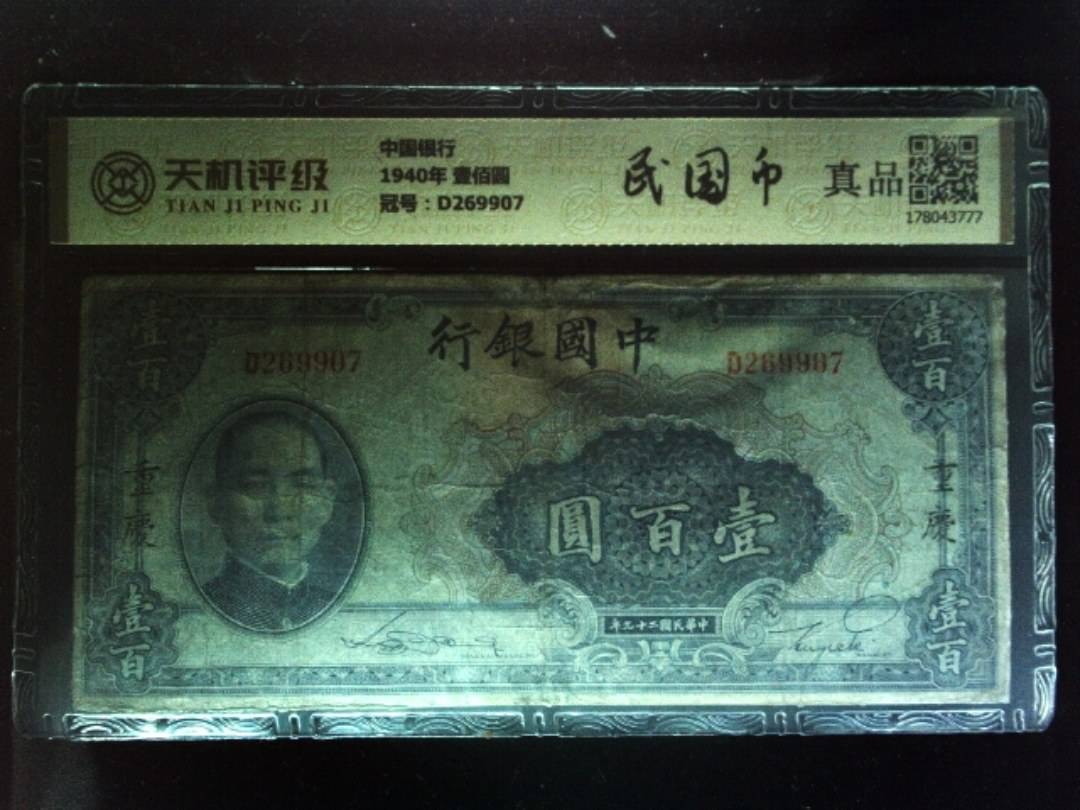 天机评级
TIAN JI PING JI
中国银行
1940年 壹佰圆
冠号：D269907
民国币
真品
178043777
壹百
行銀國中
壹百
D269907
D269907
重慶
重慶
圓百壹
年九十二國民華中
壹百
壹百